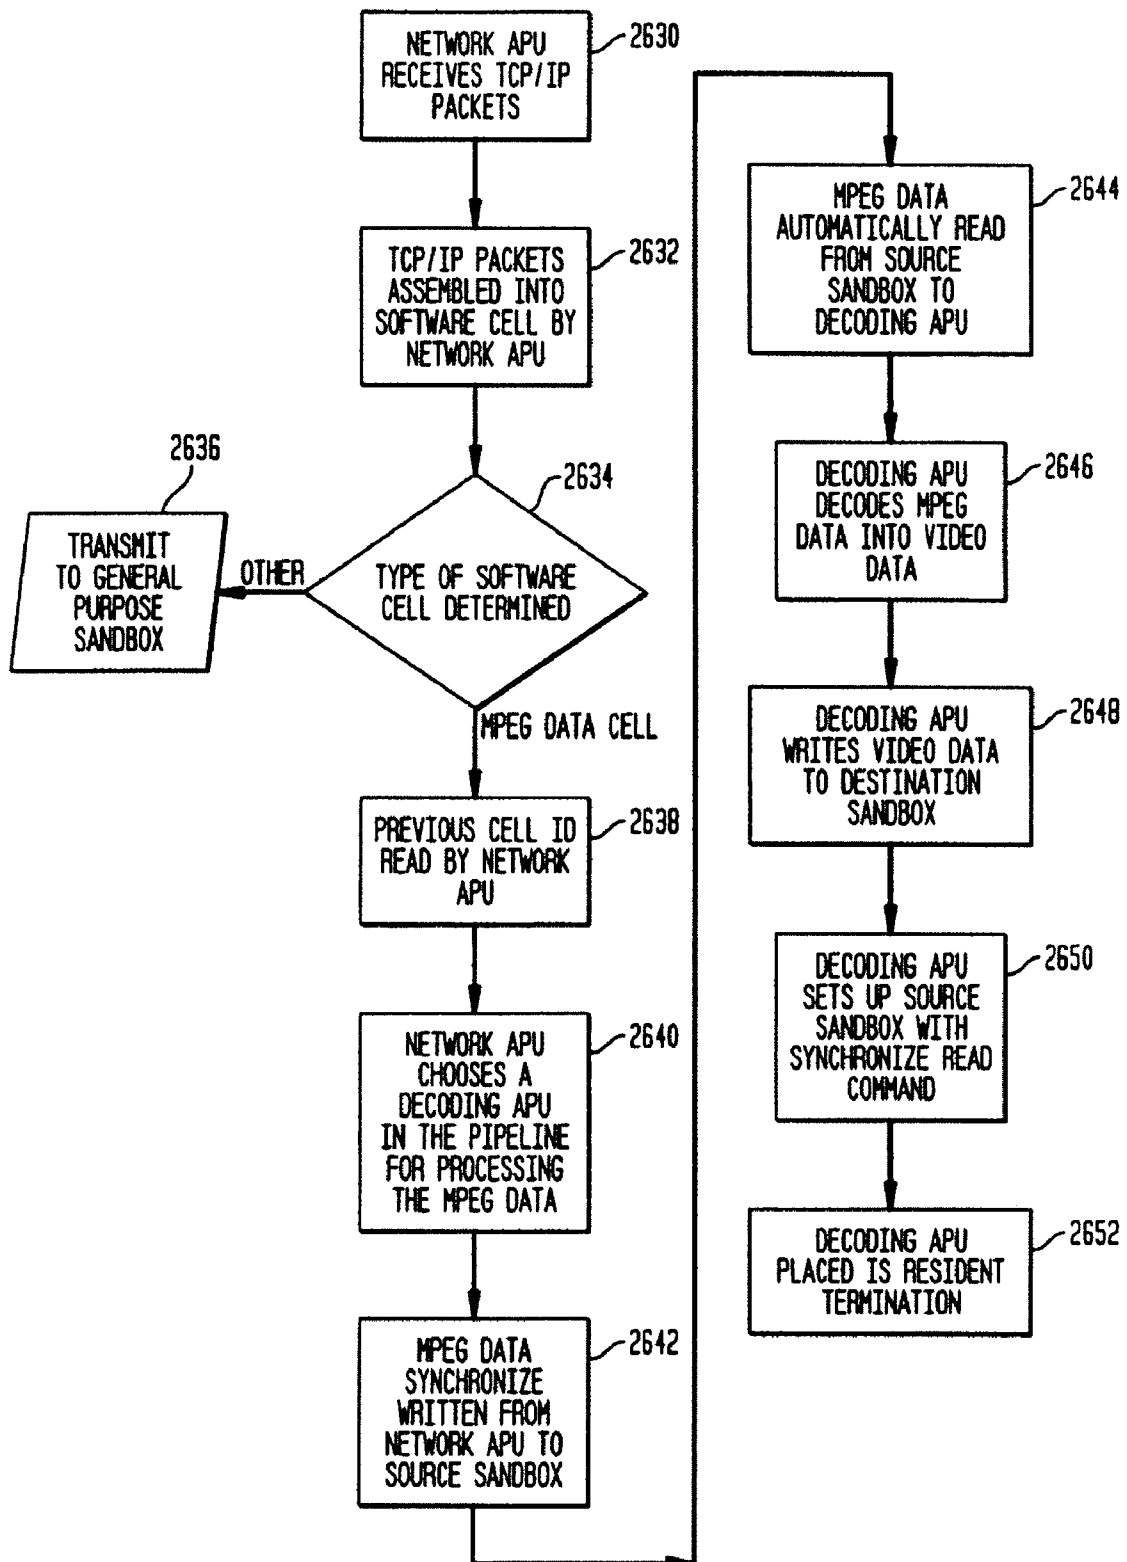 NETWORK APU
RECEIVES TCP/IP
PACKETS
2630
TCP/IP PACKETS
ASSEMBLED INTO
SOFTWARE CELL BY
NETWORK APU
2632
TYPE OF SOFTWARE
CELL DETERMINED
2634
OTHER
TRANSMIT
TO GENERAL
PURPOSE
SANDBOX
2636
MPEG DATA CELL
PREVIOUS CELL ID
READ BY NETWORK
APU
2638
NETWORK APU
CHOOSES A
DECODING APU
IN THE PIPELINE
FOR PROCESSING
THE MPEG DATA
2640
MPEG DATA
SYNCHRONIZE
WRITTEN FROM
NETWORK APU TO
SOURCE SANDBOX
2642
MPEG DATA
AUTOMATICALLY READ
FROM SOURCE
SANDBOX TO
DECODING APU
2644
DECODING APU
DECODES MPEG
DATA INTO VIDEO
DATA
2646
DECODING APU
WRITES VIDEO DATA
TO DESTINATION
SANDBOX
2648
DECODING APU
SETS UP SOURCE
SANDBOX WITH
SYNCHRONIZE READ
COMMAND
2650
DECODING APU
PLACED IS RESIDENT
TERMINATION
2652